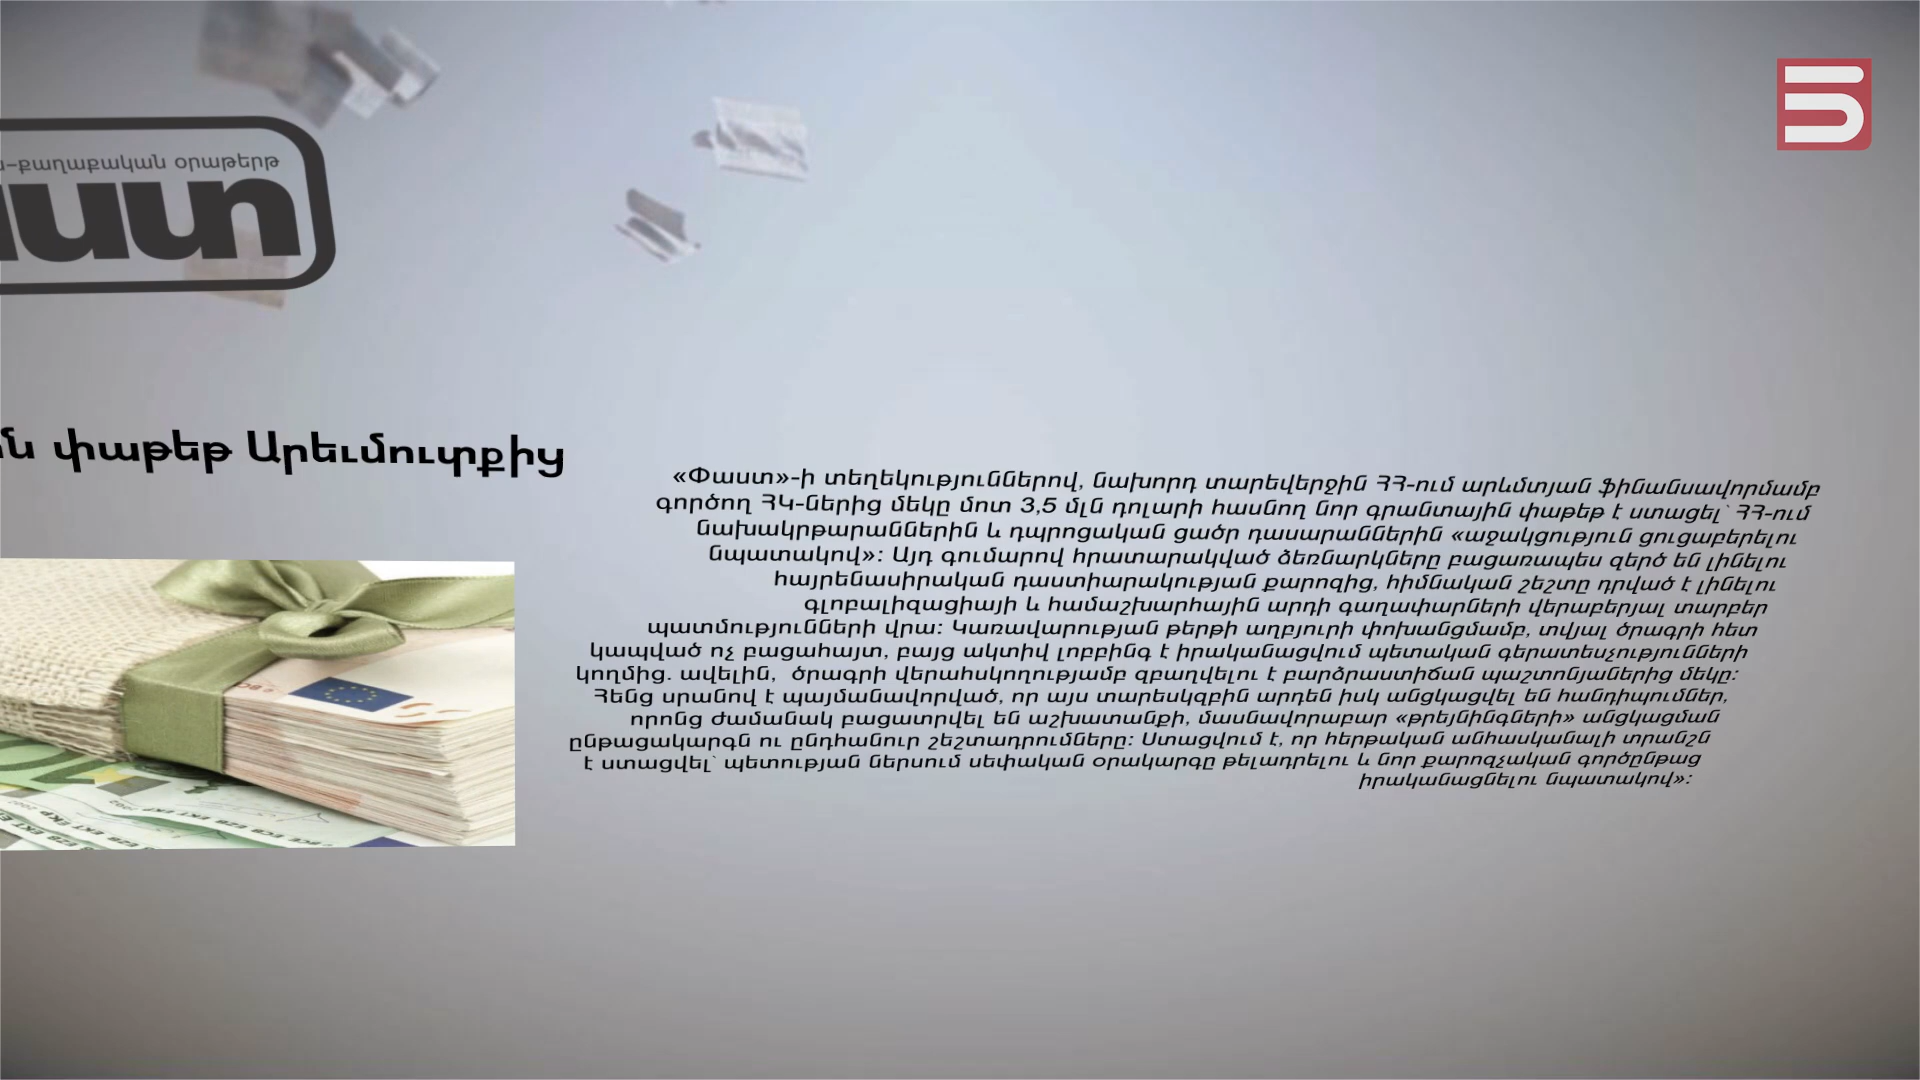 -քաղաքական օրաթերթ
աստ
ն փաթեթ Արեւմուտքից
«Փաստ»-ի տեղեկություններով, նախորդ տարեվերջին ՀՀ-ում արևմտյան ֆինանսավորմամբ
գործող ՀԿ-ներից մեկը մոտ 3,5 մլն դոլարի հասնող նոր գրանտային փաթեթ է ստացել՝ ՀՀ-ում
նախակրթարաններին և դպրոցական ցածր դասարաններին «աջակցություն ցուցաբերելու
նպատակով»: Այդ գումարով հրատարակված ձեռնարկները բացառապես զերծ են լինելու
հայրենասիրական դաստիարակության քարոզից, հիմնական շեշտը դրված է լինելու
գլոբալիզացիայի և համաշխարհային արդի գաղափարների վերաբերյալ տարբեր
պատմությունների վրա: Կառավարության թերթի աղբյուրի փոխանցմամբ, տվյալ ծրագրի հետ
կապված ոչ բացահայտ, բայց ակտիվ լոբբինգ է իրականացվում պետական գերատեսչությունների
կողմից. ավելին, ծրագրի վերահսկողությամբ զբաղվելու է բարձրաստիճան պաշտոնյաներից մեկը:
Հենց սրանով է պայմանավորված, որ այս տարեսկզբին արդեն իսկ անցկացվել են հանդիպումներ,
որոնց ժամանակ բացատրվել են աշխատանքի, մասնավորաբար «թրեյնինգների» անցկացման
ընթացակարգն ու ընդհանուր շեշտադրումները: Ստացվում է, որ հերթական անհասկանալի տրանշն
է ստացվել՝ պետության ներսում սեփական օրակարգը թելադրելու և նոր քարոզչական գործընթաց
իրականացնելու նպատակով»: